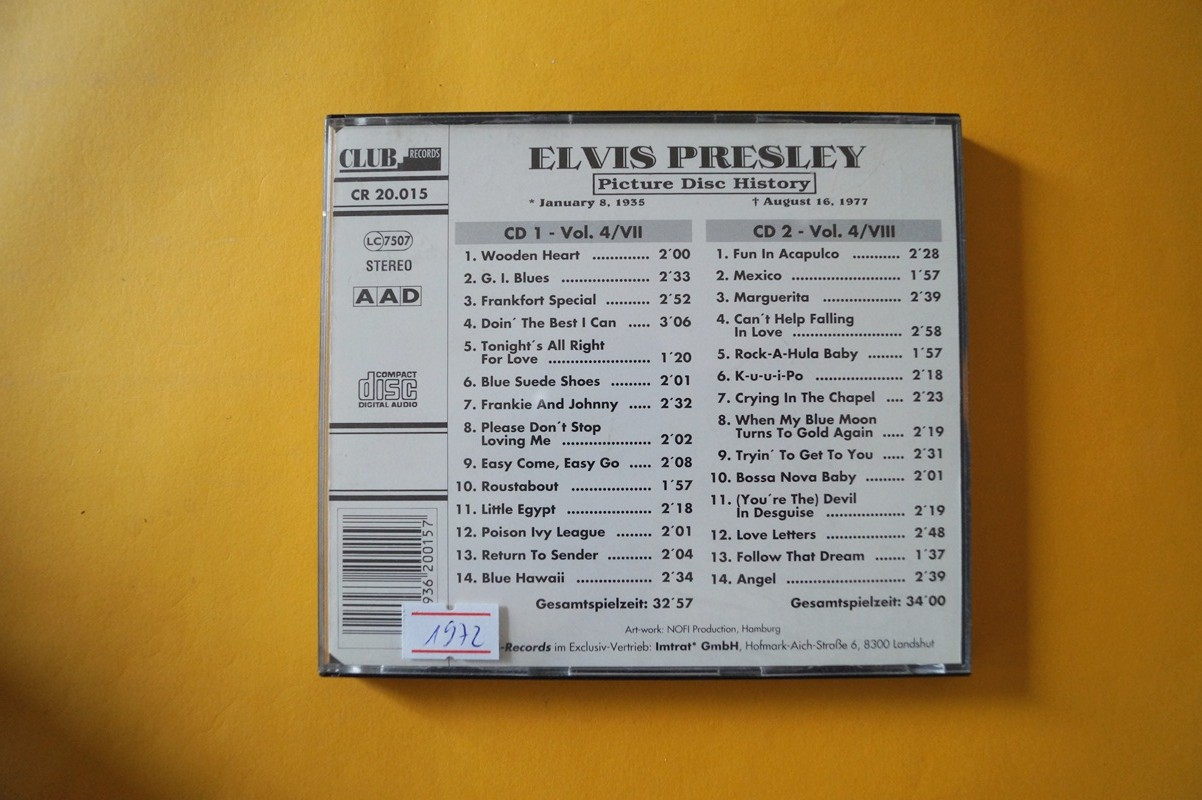 CLUB RECORDS
CR 20.015
LC 7507
STEREO
AAD
COMPACT
disc
DIGITAL AUDIO
936 200157
1972
ELVIS PRESLEY
Picture Disc History
* January 8, 1935 † August 16, 1977
CD 1 - Vol. 4/VII
1. Wooden Heart ............. 2´00
2. G. I. Blues .................... 2´33
3. Frankfort Special .......... 2´52
4. Doin´ The Best I Can ..... 3´06
5. Tonight´s All Right
For Love ....................... 1´20
6. Blue Suede Shoes ......... 2´01
7. Frankie And Johnny ..... 2´32
8. Please Don´t Stop
Loving Me .................... 2´02
9. Easy Come, Easy Go ..... 2´08
10. Roustabout .................. 1´57
11. Little Egypt ................... 2´18
12. Poison Ivy League ........ 2´01
13. Return To Sender .......... 2´04
14. Blue Hawaii ................. 2´34
Gesamtspielzeit: 32´57
CD 2 - Vol. 4/VIII
1. Fun In Acapulco ........... 2´28
2. Mexico ......................... 1´57
3. Marguerita .................. 2´39
4. Can´t Help Falling
In Love ......................... 2´58
5. Rock-A-Hula Baby ........ 1´57
6. K-u-u-i-Po .................... 2´18
7. Crying In The Chapel .... 2´23
8. When My Blue Moon
Turns To Gold Again ..... 2´19
9. Tryin´ To Get To You ..... 2´31
10. Bossa Nova Baby ......... 2´01
11. (You´re The) Devil
In Desguise .................. 2´19
12. Love Letters .................. 2´48
13. Follow That Dream ....... 1´37
14. Angel ........................... 2´39
Gesamtspielzeit: 34´00
Art-work: NOFI Production, Hamburg
-Records im Exclusiv-Vertrieb: Imtrat* GmbH, Hofmark-Aich-Straße 6, 8300 Landshut